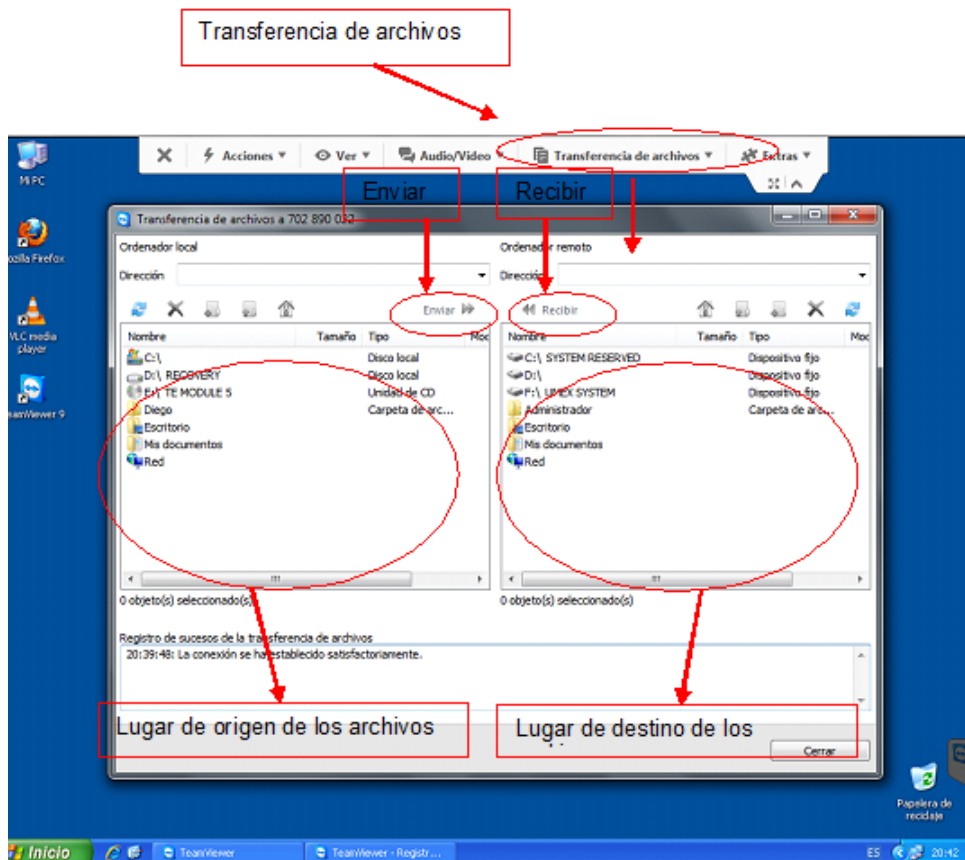 Transferencia de archivos
Mi PC
Acciones
Ver
Audio/Video
Transferencia de archivos
Extras
Enviar
Recibir
Transferencia de archivos a 702 890 032
ozilla Firefox
Ordenador local
Ordenador remoto
Dirección
Dirección
Enviar
Recibir
VLC media
player
Nombre Tamaño Tipo Moc
Nombre Tamaño Tipo Moc
C:\ Disco local
D:\ RECOVERY Disco local
E:\ TE MODULE 5 Unidad de CD
Diego Carpeta de arc...
Escritorio
Mis documentos
Red
C:\ SYSTEM RESERVED Dispositivo fijo
D:\ Dispositivo fijo
F:\ LIMEX SYSTEM Dispositivo fijo
Administrador Carpeta de arc...
Escritorio
Mis documentos
Red
eamViewer 9
0 objeto(s) seleccionado(s)
0 objeto(s) seleccionado(s)
Registro de sucesos de la transferencia de archivos
20:39:48: La conexión se ha establecido satisfactoriamente.
Lugar de origen de los archivos
Lugar de destino de los
Cerrar
Papelera de
reciclaje
Inicio
TeamViewer
TeamViewer - Registr...
ES
20:42